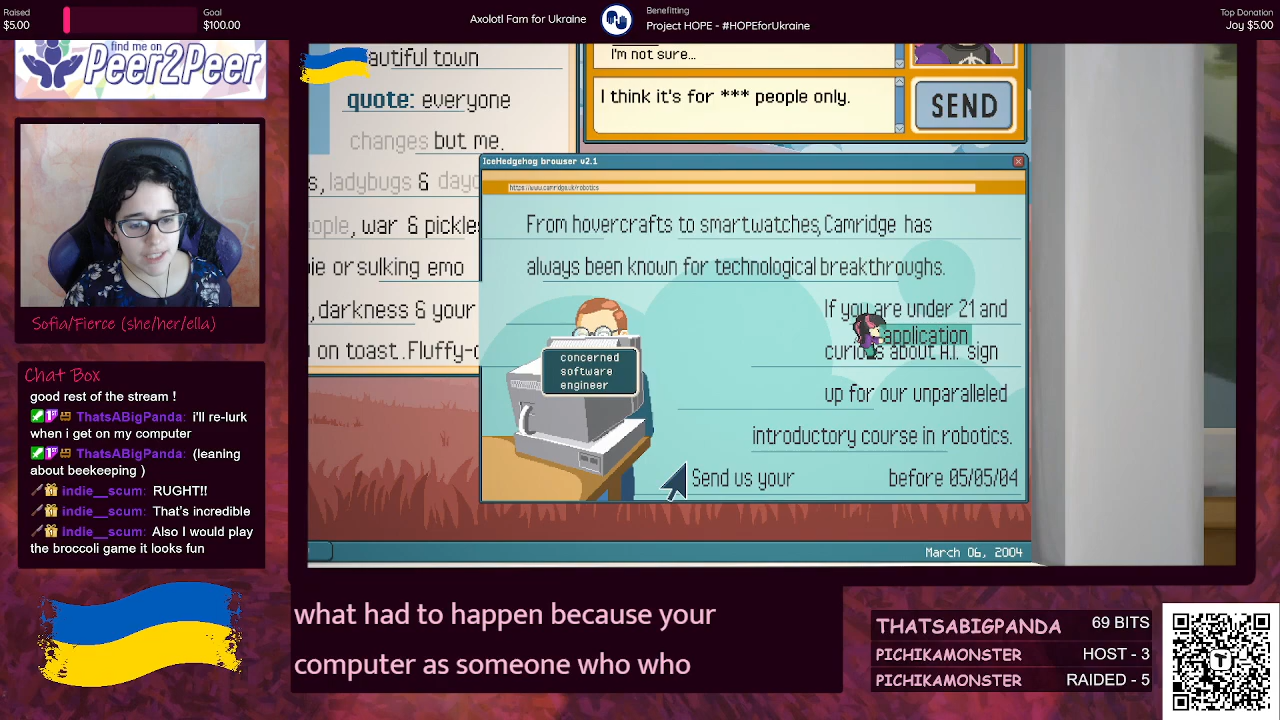 Raised
$5.00
Goal
$100.00
Axolotl Fam for Ukraine
Benefitting
Project HOPE - #HOPEforUkraine
Top Donation
Joy $5.00
find me on
Peer2Peer
Sofia/Fierce (she/her/ella)
Chat Box
good rest of the stream !
ThatsABigPanda: i'll re-lurk
when i get on my computer
ThatsABigPanda: (leaning
about beekeeping )
indie__scum: RUGHT!!
indie__scum: That's incredible
indie__scum: Also I would play
the broccoli game it looks fun
autiful town
quote: everyone
changes but me.
s, ladybugs & dayd
eople, war & pickles
ie or sulking emo
, darkness & your
on toast. Fluffy-c
I'm not sure...
I think it's for *** people only.
SEND
IceHedgehog browser v2.1
https://www.camridge.uk/robotics
From hovercrafts to smartwatches, Camridge has
always been known for technological breakthroughs.
If you are under 21 and
application
curious about A.I. sign
up for our unparalleled
introductory course in robotics.
Send us your before 05/05/04
concerned
software
engineer
March 06, 2004
what had to happen because your
computer as someone who who
THATSABIGPANDA 69 BITS
PICHIKAMONSTER HOST - 3
PICHIKAMONSTER RAIDED - 5
T